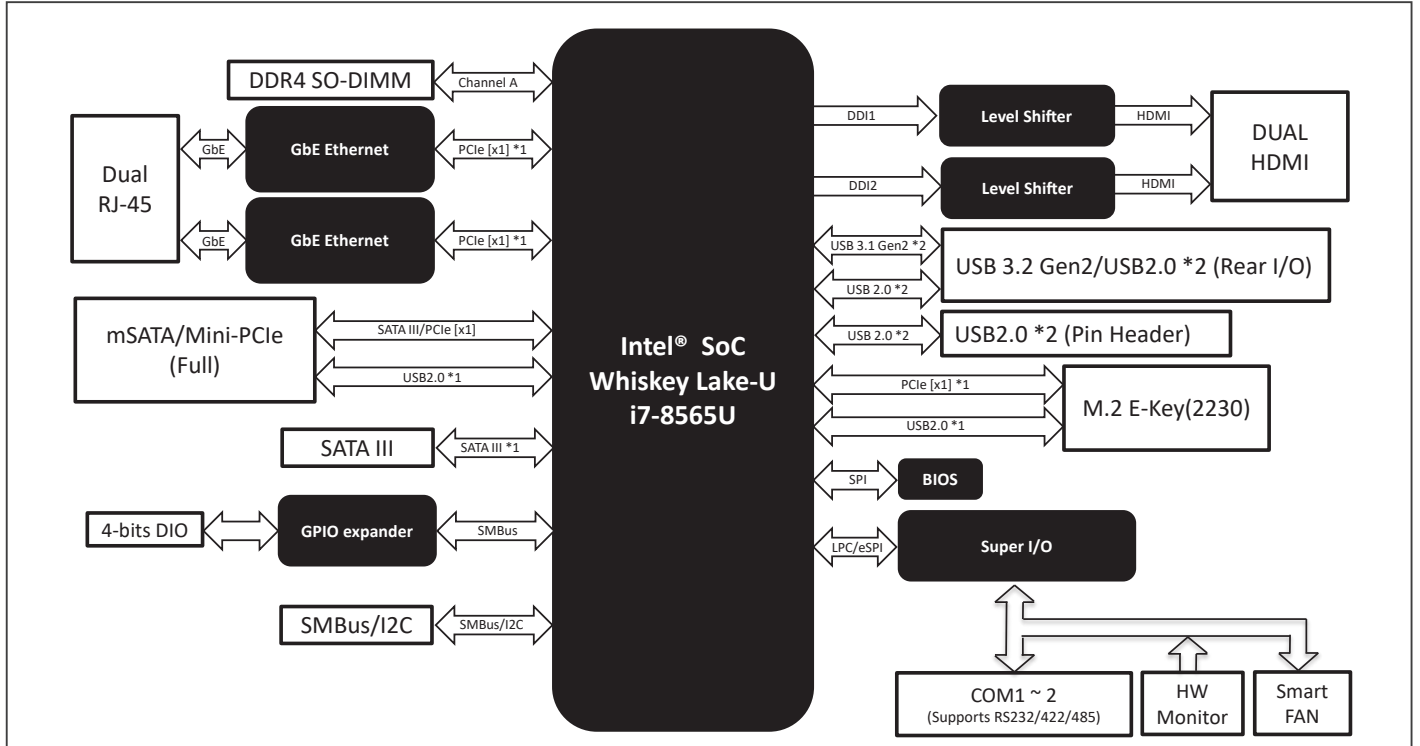 DDR4 SO-DIMM
Channel A
Dual
RJ-45
GbE
GbE Ethernet
PCIe [x1] *1
GbE
GbE Ethernet
PCIe [x1] *1
mSATA/Mini-PCIe
(Full)
SATA III/PCIe [x1]
USB2.0 *1
SATA III
SATA III *1
4-bits DIO
GPIO expander
SMBus
SMBus/I2C
SMBus/I2C
Intel® SoC
Whiskey Lake-U
i7-8565U
DDI1
Level Shifter
HDMI
DUAL
HDMI
DDI2
Level Shifter
HDMI
USB 3.1 Gen2 *2
USB 3.2 Gen2/USB2.0 *2 (Rear I/O)
USB 2.0 *2
USB 2.0 *2
USB2.0 *2 (Pin Header)
PCIe [x1] *1
M.2 E-Key(2230)
USB2.0 *1
SPI
BIOS
LPC/eSPI
Super I/O
COM1 ~ 2
(Supports RS232/422/485)
HW
Monitor
Smart
FAN